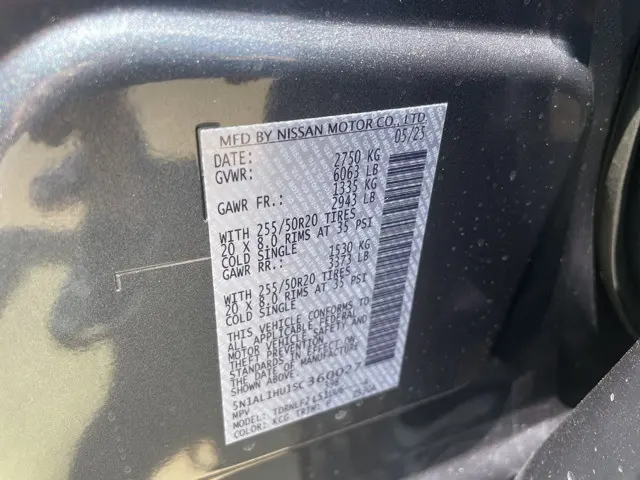 MFD BY NISSAN MOTOR CO., LTD.
DATE: 05/25
GVWR: 2750 KG
6063 LB
GAWR FR.: 1335 KG
2943 LB
WITH 255/50R20 TIRES
20 X 8.0 RIMS AT 35 PSI
COLD SINGLE
GAWR RR.: 1530 KG
3373 LB
WITH 255/50R20 TIRES
20 X 8.0 RIMS AT 35 PSI
COLD SINGLE
THIS VEHICLE CONFORMS TO
ALL APPLICABLE FEDERAL
MOTOR VEHICLE SAFETY AND
THEFT PREVENTION
STANDARDS IN EFFECT ON
THE DATE OF MANUFACTURE
SHOWN ABOVE
5N1AL1HU1SC360027
MPV
MODEL:
COLOR: KCG TRIM: